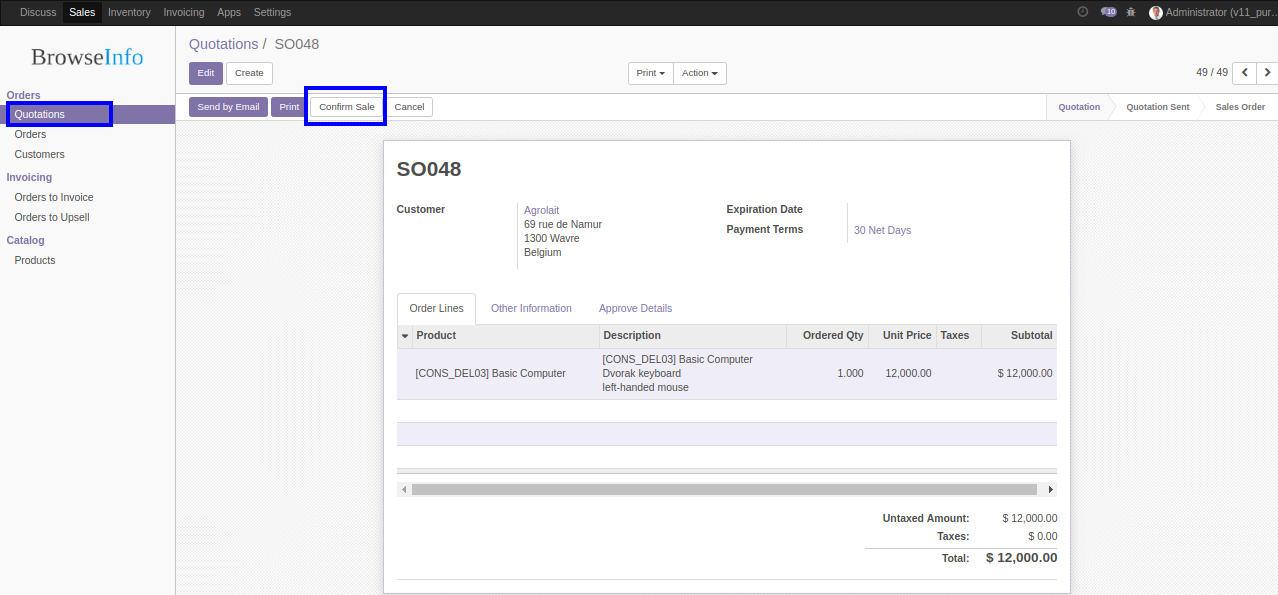 Discuss Sales Inventory Invoicing Apps Settings 10 Administrator (v11_pur...
BrowseInfo
Quotations / SO048
Edit Create Print Action 49 / 49
Send by Email Print Confirm Sale Cancel Quotation Quotation Sent Sales Order
Orders
Quotations
Orders
Customers
Invoicing
Orders to Invoice
Orders to Upsell
Catalog
Products
SO048
Customer
Agrolait
69 rue de Namur
1300 Wavre
Belgium
Expiration Date
Payment Terms 30 Net Days
Order Lines Other Information Approve Details
Product Description Ordered Qty Unit Price Taxes Subtotal
[CONS_DEL03] Basic Computer
[CONS_DEL03] Basic Computer
Dvorak keyboard
left-handed mouse
1.000 12,000.00 $ 12,000.00
Untaxed Amount: $ 12,000.00
Taxes: $ 0.00
Total: $ 12,000.00